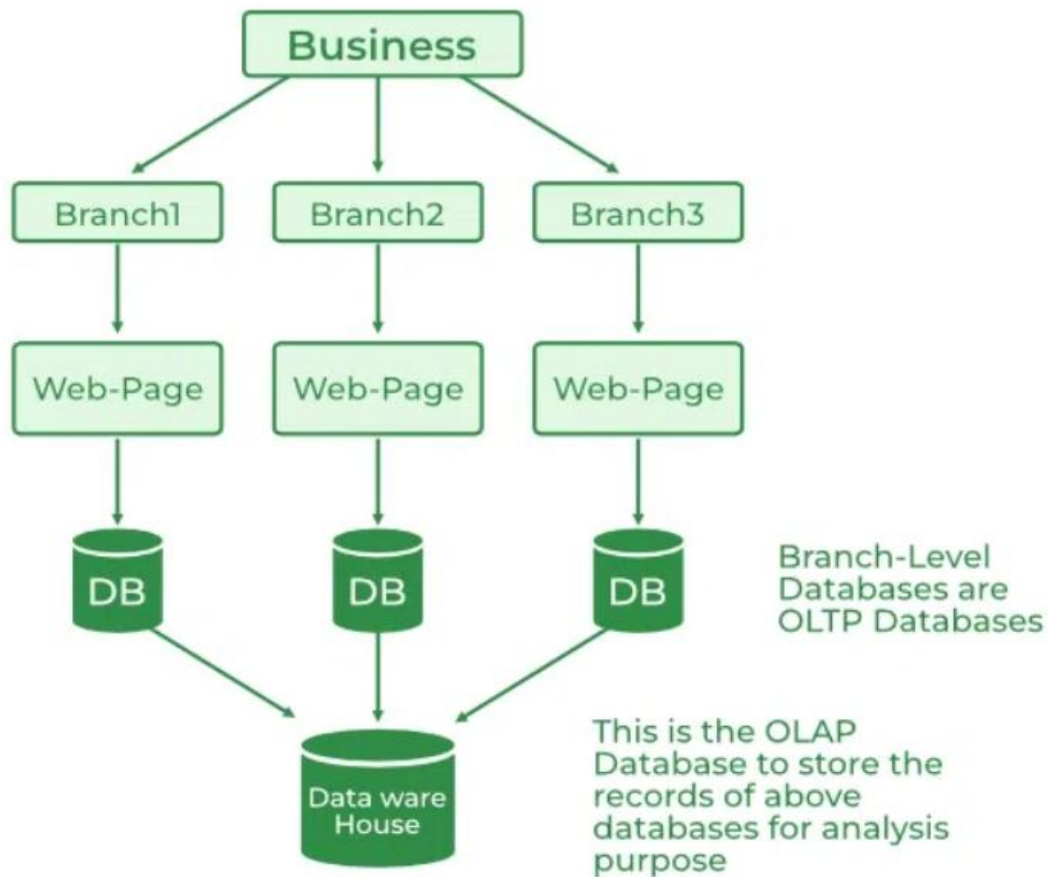 Business
Branch1
Branch2
Branch3
Web-Page
Web-Page
Web-Page
DB
DB
DB
Branch-Level
Databases are
OLTP Databases
Data ware
House
This is the OLAP
Database to store the
records of above
databases for analysis
purpose